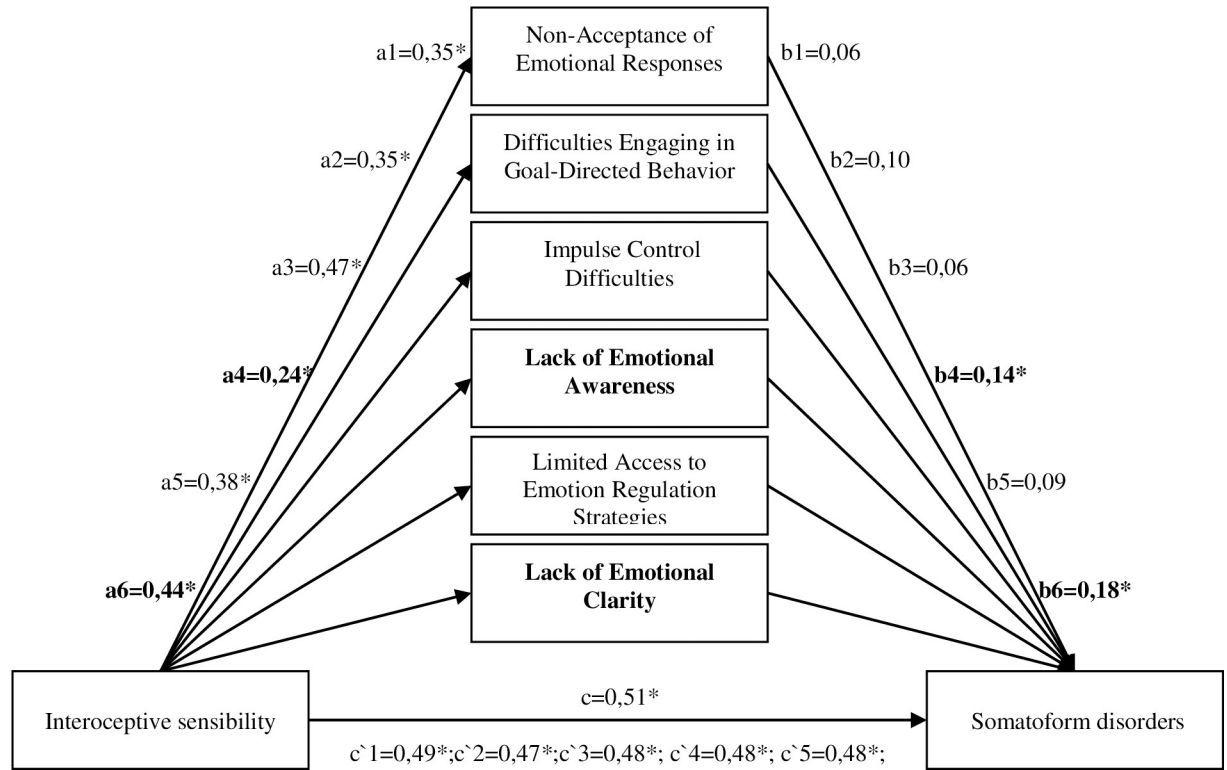 a1=0,35*
Non-Acceptance of
Emotional Responses
b1=0,06
a2=0,35*
Difficulties Engaging in
Goal-Directed Behavior
b2=0,10
a3=0,47*
Impulse Control
Difficulties
b3=0,06
a4=0,24*
Lack of Emotional
Awareness
b4=0,14*
a5=0,38*
Limited Access to
Emotion Regulation
Strategies
b5=0,09
a6=0,44*
Lack of Emotional
Clarity
b6=0,18*
Interoceptive sensibility
c=0,51*
Somatoform disorders
c`1=0,49*;c`2=0,47*;c`3=0,48*; c`4=0,48*; c`5=0,48*;